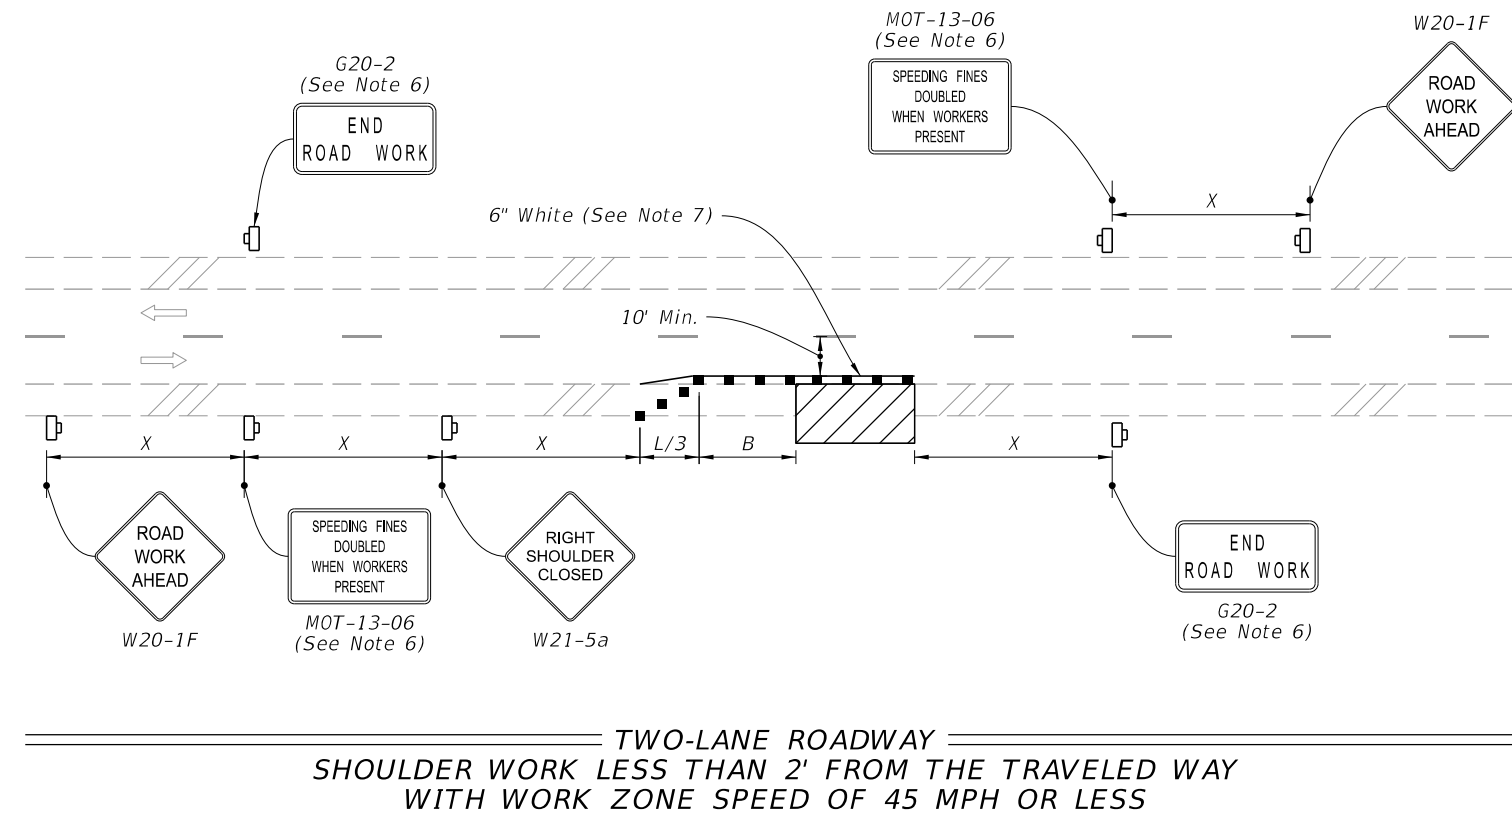 MOT-13-06
(See Note 6)
SPEEDING FINES
DOUBLED
WHEN WORKERS
PRESENT
W20-1F
ROAD
WORK
AHEAD
G20-2
(See Note 6)
END
ROAD WORK
X
6" White (See Note 7)
10' Min.
X
X
X
L/3
B
X
ROAD
WORK
AHEAD
W20-1F
SPEEDING FINES
DOUBLED
WHEN WORKERS
PRESENT
MOT-13-06
(See Note 6)
RIGHT
SHOULDER
CLOSED
W21-5a
END
ROAD WORK
G20-2
(See Note 6)
TWO-LANE ROADWAY
SHOULDER WORK LESS THAN 2' FROM THE TRAVELED WAY
WITH WORK ZONE SPEED OF 45 MPH OR LESS